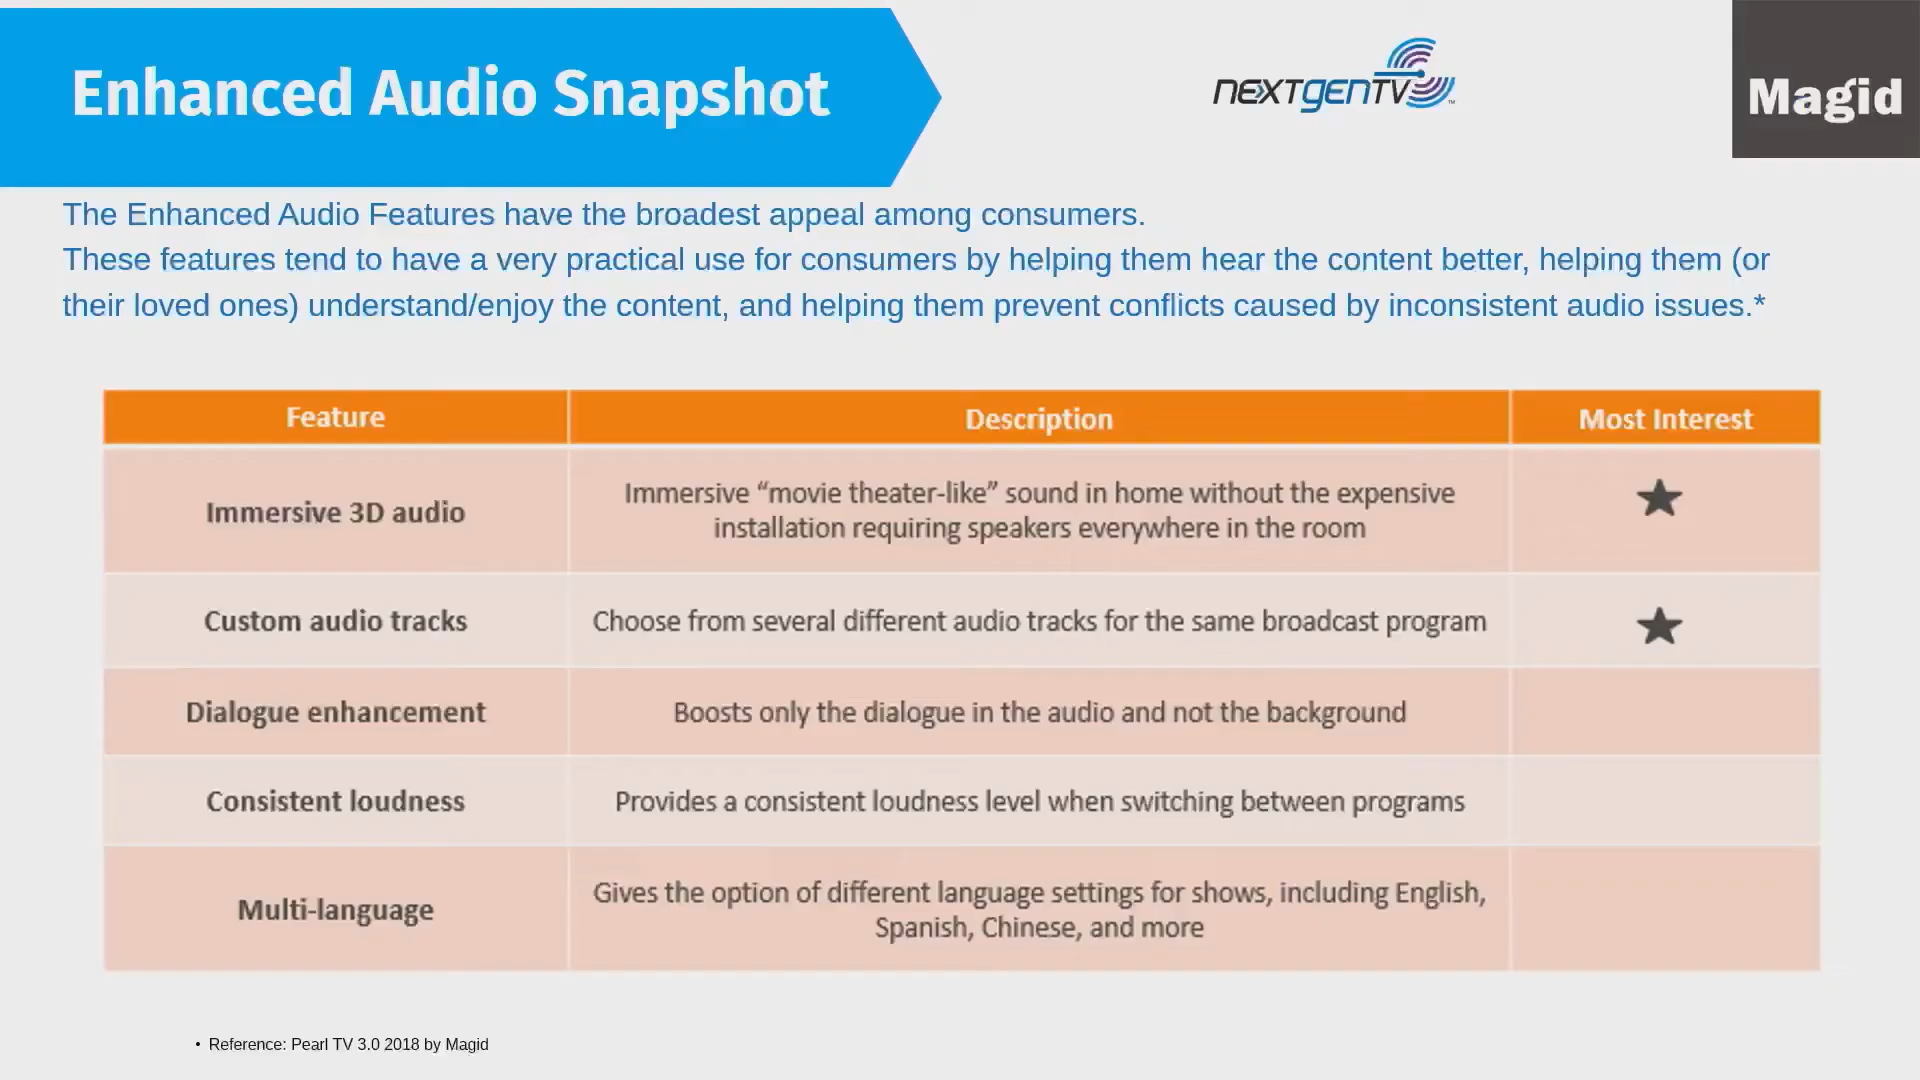 Enhanced Audio Snapshot
NEXTGENTV
Magid
The Enhanced Audio Features have the broadest appeal among consumers.
These features tend to have a very practical use for consumers by helping them hear the content better, helping them (or
their loved ones) understand/enjoy the content, and helping them prevent conflicts caused by inconsistent audio issues.*
Feature
Description
Most Interest
Immersive 3D audio
Immersive “movie theater-like” sound in home without the expensive
installation requiring speakers everywhere in the room
★
Custom audio tracks
Choose from several different audio tracks for the same broadcast program
★
Dialogue enhancement
Boosts only the dialogue in the audio and not the background
Consistent loudness
Provides a consistent loudness level when switching between programs
Multi-language
Gives the option of different language settings for shows, including English,
Spanish, Chinese, and more
• Reference: Pearl TV 3.0 2018 by Magid